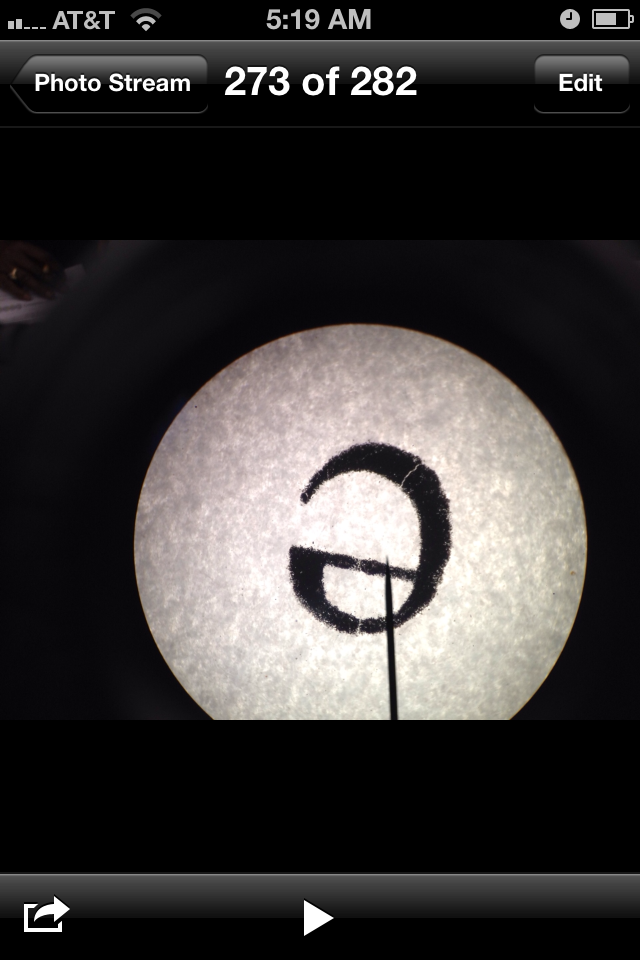 AT&T 5:19 AM
Photo Stream 273 of 282 Edit
ə